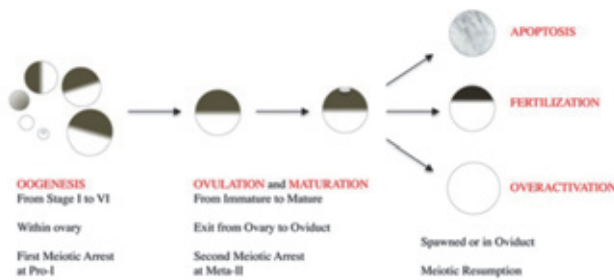 APOPTOSIS
FERTILIZATION
OVERACTIVATION
OOGENESIS
From Stage I to VI
Within ovary
First Meiotic Arrest
at Pro-I
OVULATION and MATURATION
From Immature to Mature
Exit from Ovary to Oviduct
Second Meiotic Arrest
at Meta-II
Spawned or in Oviduct
Meiotic Resumption